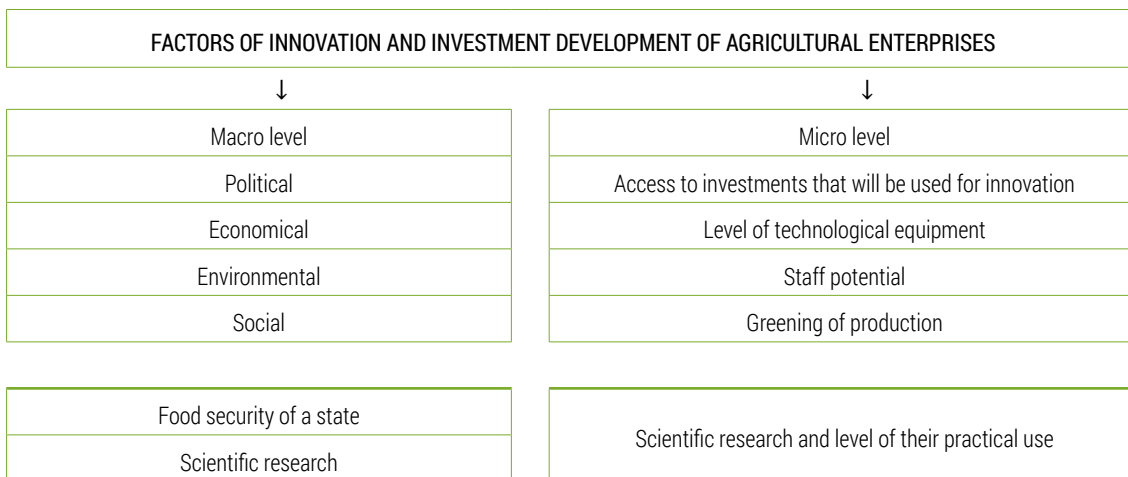 FACTORS OF INNOVATION AND INVESTMENT DEVELOPMENT OF AGRICULTURAL ENTERPRISES
↓
↓
Macro level
Political
Economical
Environmental
Social
Micro level
Access to investments that will be used for innovation
Level of technological equipment
Staff potential
Greening of production
Food security of a state
Scientific research
Scientific research and level of their practical use